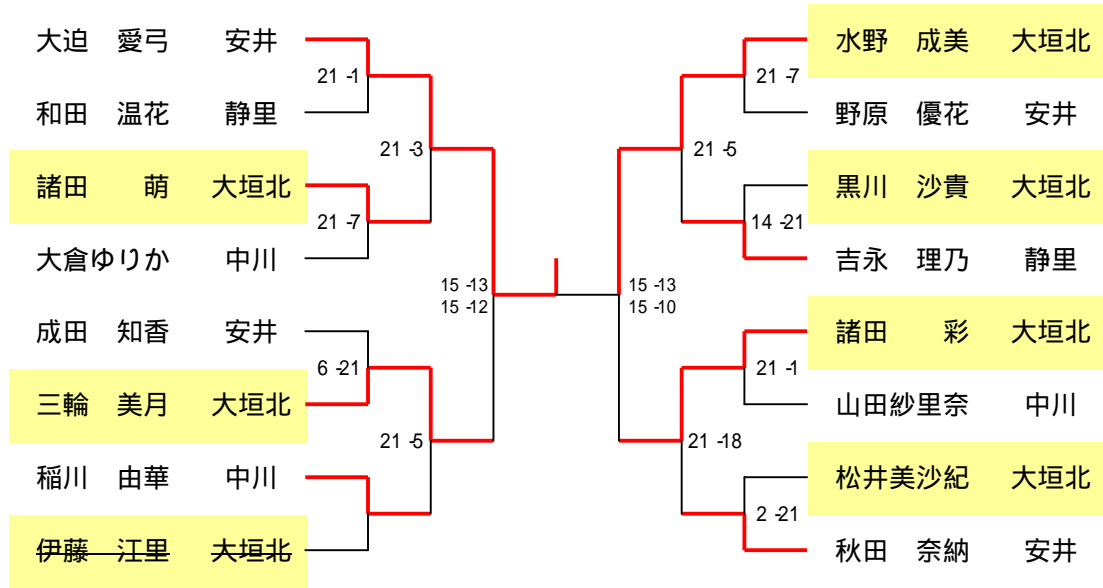 大迫 愛弓 安井
21 -1
和田 温花 静里
21 -3
諸田 萌 大垣北
21 -7
大倉ゆりか 中川
15 -13
15 -12
成田 知香 安井
6 -21
三輪 美月 大垣北
21 -5
稲川 由華 中川
伊藤 江里 大垣北
水野 成美 大垣北
21 -7
野原 優花 安井
21 -5
黒川 沙貴 大垣北
14 -21
吉永 理乃 静里
15 -13
15 -10
諸田 彩 大垣北
21 -1
山田紗里奈 中川
21 -18
松井美沙紀 大垣北
2 -21
秋田 奈納 安井